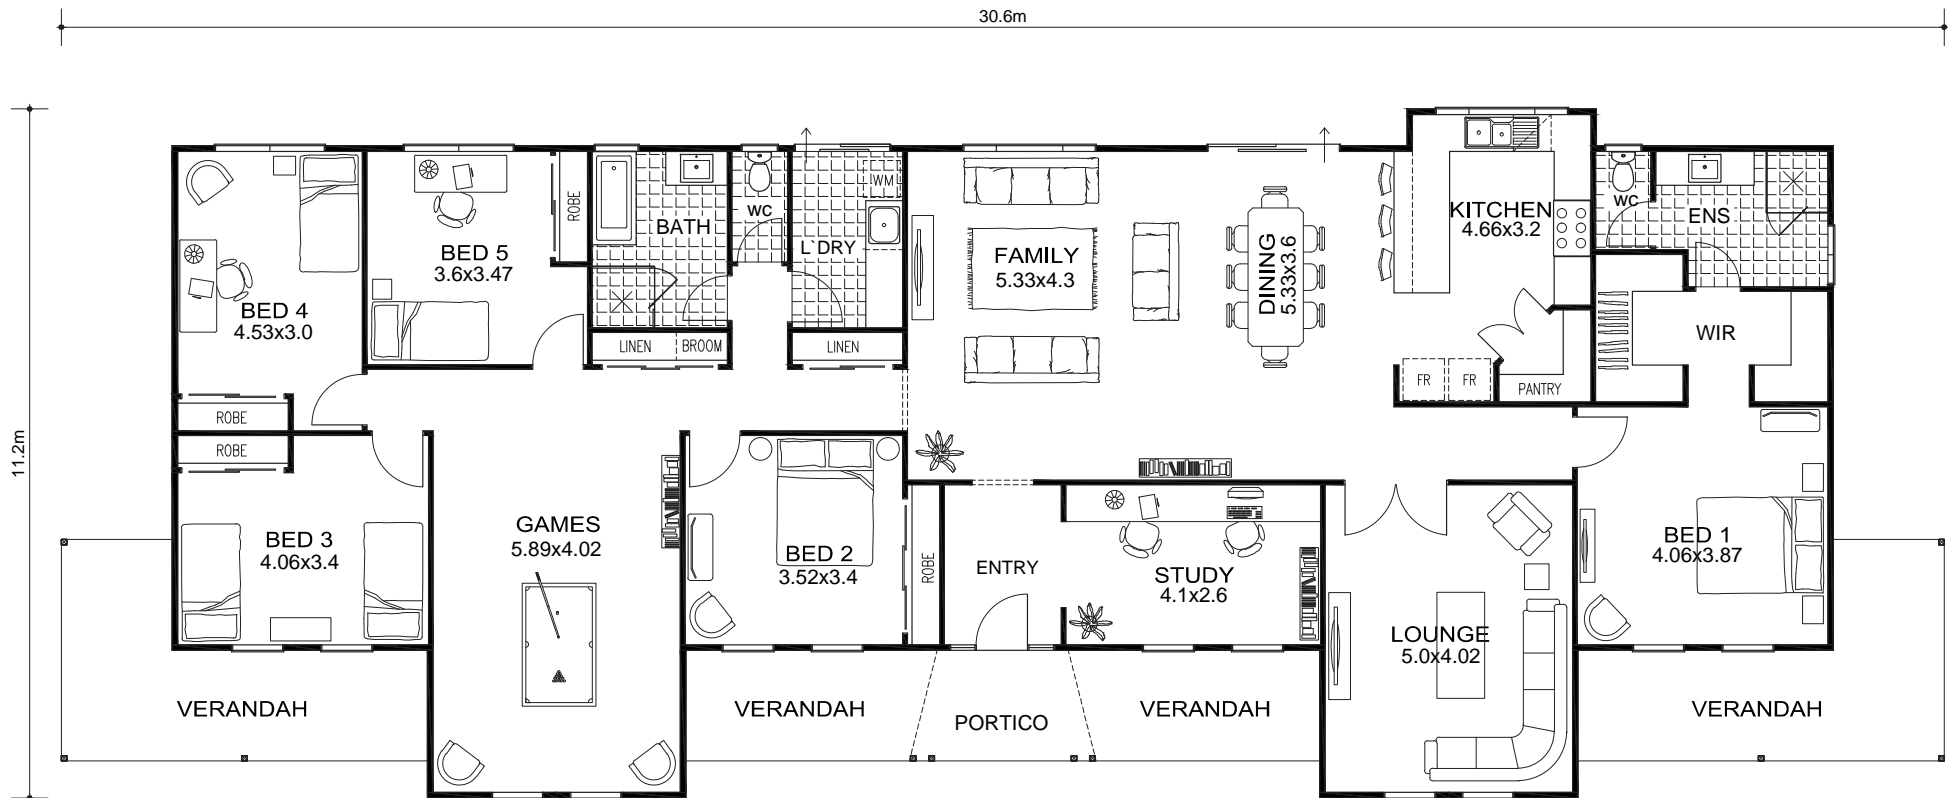 30.6m
11.2m
BED 4
4.53x3.0
ROBE
BED 5
3.6x3.47
ROBE
BATH
WC
L`DRY
WM
LINEN
BROOM
LINEN
FAMILY
5.33x4.3
DINING
5.33x3.6
KITCHEN
4.66x3.2
FR
FR
PANTRY
WC
ENS
WIR
ROBE
BED 3
4.06x3.4
GAMES
5.89x4.02
BED 2
3.52x3.4
ROBE
ENTRY
STUDY
4.1x2.6
LOUNGE
5.0x4.02
BED 1
4.06x3.87
VERANDAH
VERANDAH
PORTICO
VERANDAH
VERANDAH